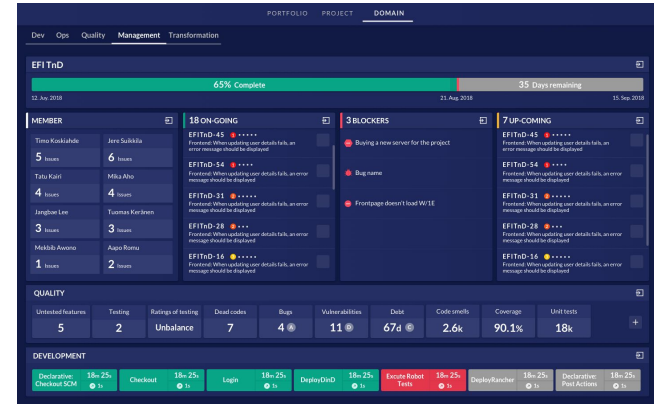 PORTFOLIO PROJECT DOMAIN
Dev Ops Quality Management Transformation
EFI TnD
65% Complete
35 Days remaining
12. Juy. 2018
21. Aug. 2018
15. Sep. 2018
MEMBER
Timo Koskiahde
5 Issues
Jere Suikkila
6 Issues
Tatu Kairi
4 Issues
Mika Aho
4 Issues
Jangbae Lee
3 Issues
Tuomas Keränen
3 Issues
Mekbib Awono
1 Issues
Aapo Romu
2 Issues
18 ON-GOING
EFITnD-45
Frontend: When updating user details fails, an
error message should be displayed
EFITnD-54
Frontend: When updating user details fails, an error
message should be displayed
EFITnD-31
Frontend: When updating user details fails, an error
message should be displayed
EFITnD-28
Frontend: When updating user details fails, an error
message should be displayed
EFITnD-16
Frontend: When updating user details fails, an error
message should be displayed
3 BLOCKERS
Buying a new server for the project
Bug name
Frontpage doesn't load W/1E
7 UP-COMING
EFITnD-45
Frontend: When updating user details fails, an
error message should be displayed
EFITnD-54
Frontend: When updating user details fails, an error
message should be displayed
EFITnD-31
Frontend: When updating user details fails, an error
message should be displayed
EFITnD-28
Frontend: When updating user details fails, an error
message should be displayed
EFITnD-16
Frontend: When updating user details fails, an error
message should be displayed
QUALITY
Untested features
5
Testing
2
Ratings of testing
Unbalance
Dead codes
7
Bugs
4 A
Vulnerabilities
11 D
Debt
67d C
Code smells
2.6k
Coverage
90.1%
Unit tests
18k
+
DEVELOPMENT
Declarative:
Checkout SCM
18m 25s
1s
Checkout
18m 25s
1s
Login
18m 25s
1s
DeployDinD
18m 25s
1s
Excute Robot
Tests
18m 25s
1s
DeployRancher
18m 25s
1s
Declarative:
Post Actions
18m 25s
1s